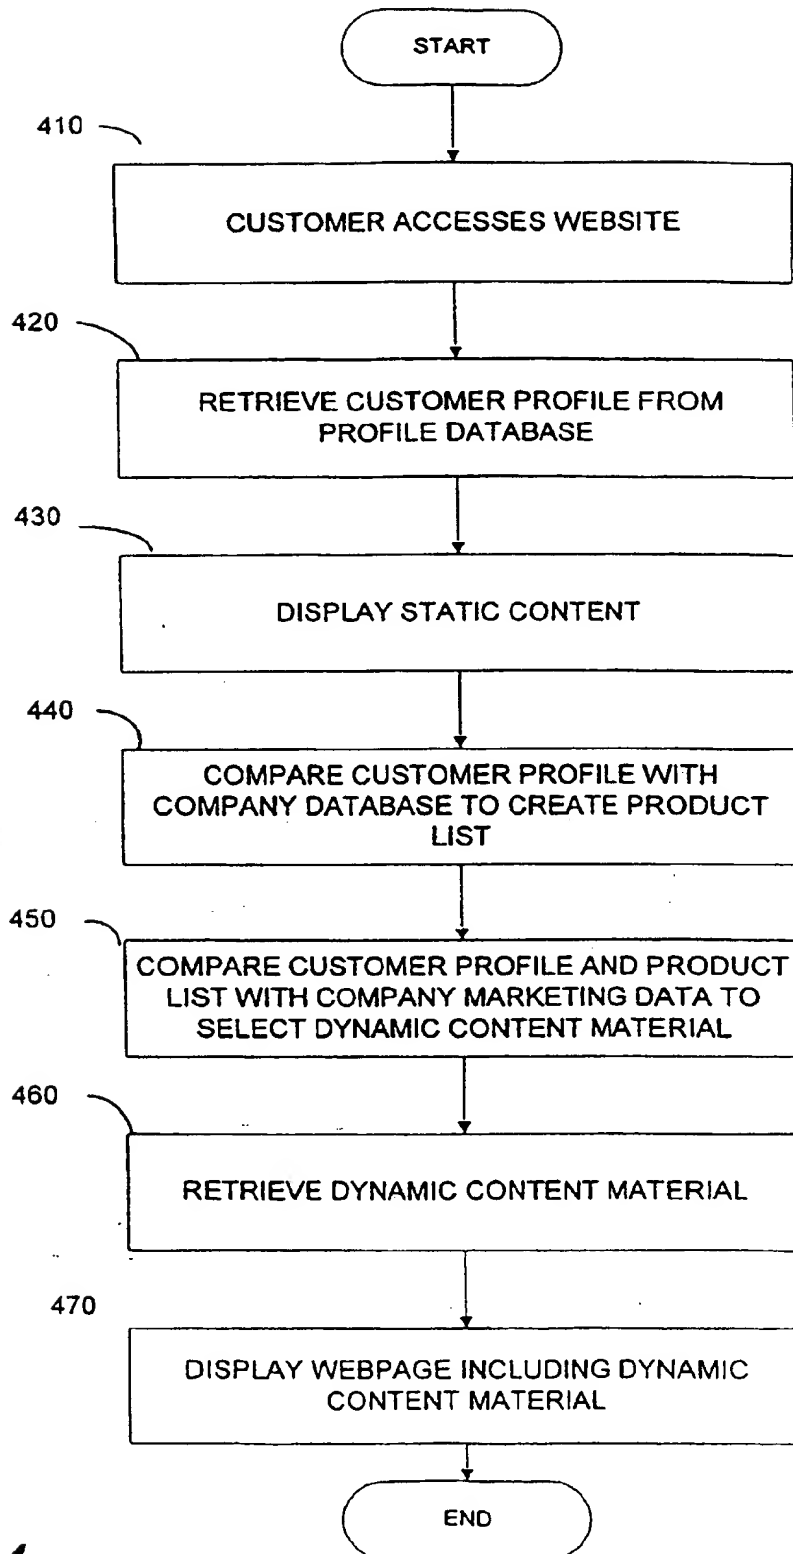 START
410
CUSTOMER ACCESSES WEBSITE
420
RETRIEVE CUSTOMER PROFILE FROM
PROFILE DATABASE
430
DISPLAY STATIC CONTENT
440
COMPARE CUSTOMER PROFILE WITH
COMPANY DATABASE TO CREATE PRODUCT
LIST
450
COMPARE CUSTOMER PROFILE AND PRODUCT
LIST WITH COMPANY MARKETING DATA TO
SELECT DYNAMIC CONTENT MATERIAL
460
RETRIEVE DYNAMIC CONTENT MATERIAL
470
DISPLAY WEBPAGE INCLUDING DYNAMIC
CONTENT MATERIAL
END